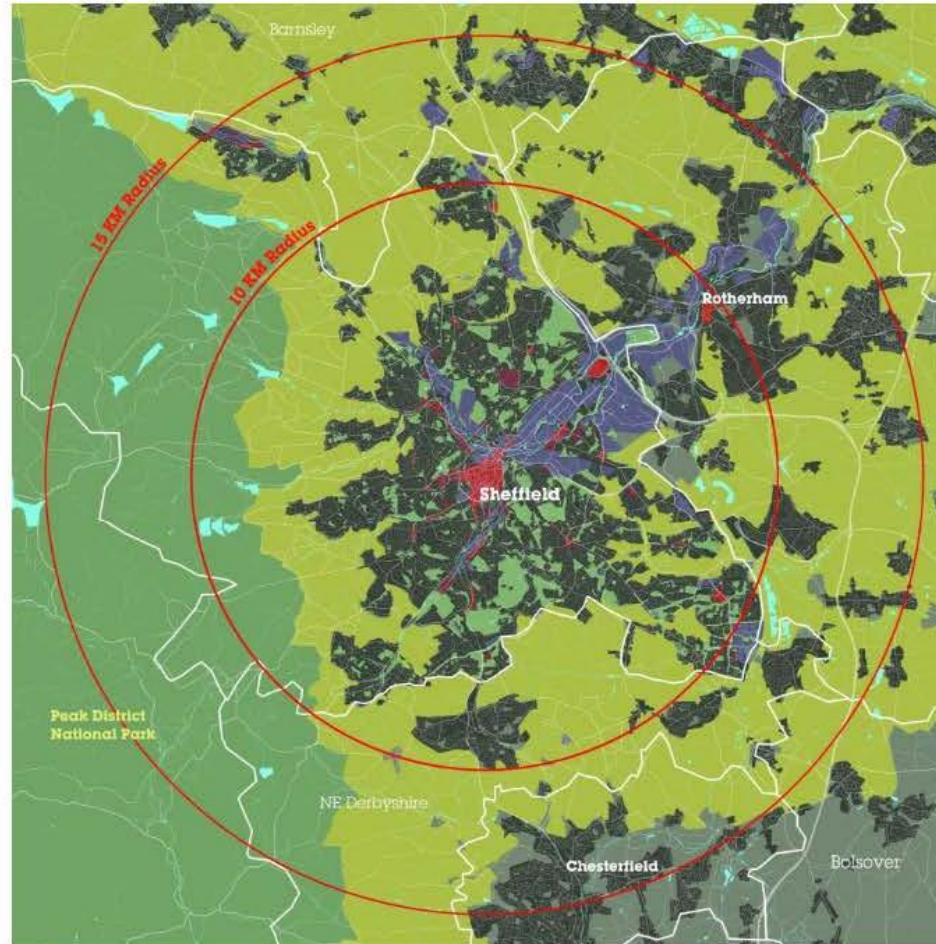 Barnsley
15 KM Radius
10 KM Radius
Rotherham
Sheffield
Peak District
National Park
NE Derbyshire
Chesterfield
Bolsover